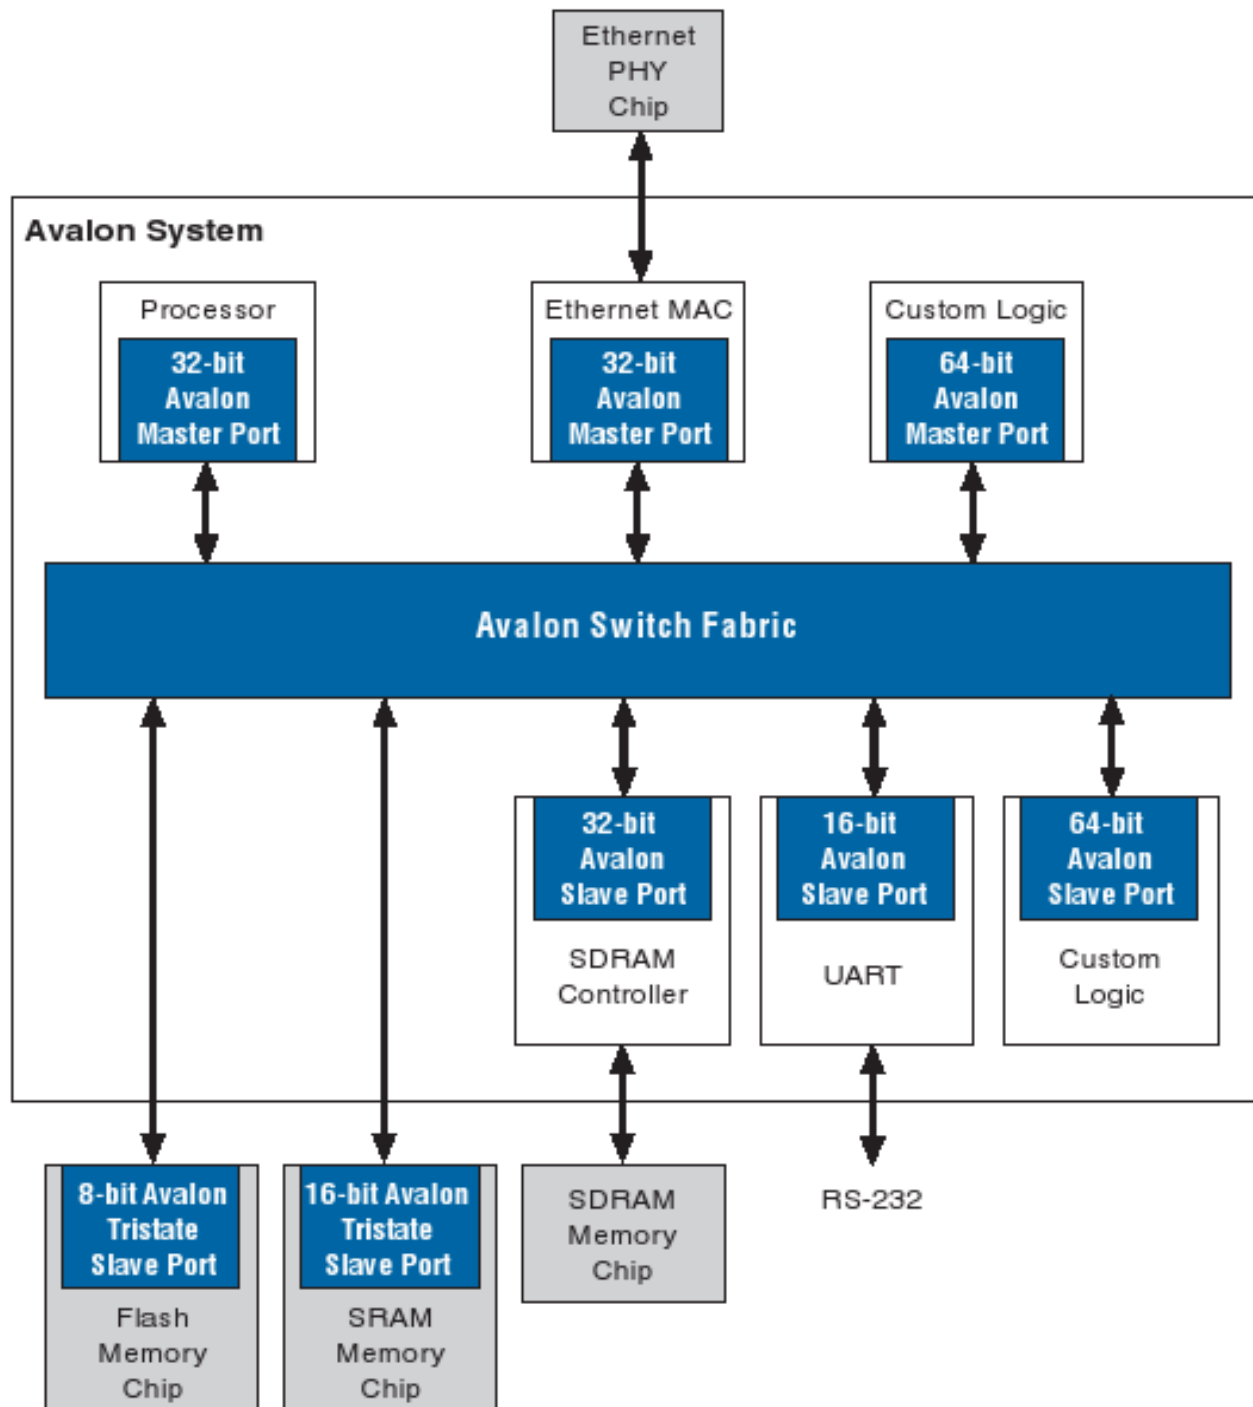 Ethernet
PHY
Chip
Avalon System
Processor
32-bit
Avalon
Master Port
Ethernet MAC
32-bit
Avalon
Master Port
Custom Logic
64-bit
Avalon
Master Port
Avalon Switch Fabric
32-bit
Avalon
Slave Port
SDRAM
Controller
16-bit
Avalon
Slave Port
UART
64-bit
Avalon
Slave Port
Custom
Logic
8-bit Avalon
Tristate
Slave Port
Flash
Memory
Chip
16-bit Avalon
Tristate
Slave Port
SRAM
Memory
Chip
SDRAM
Memory
Chip
RS-232